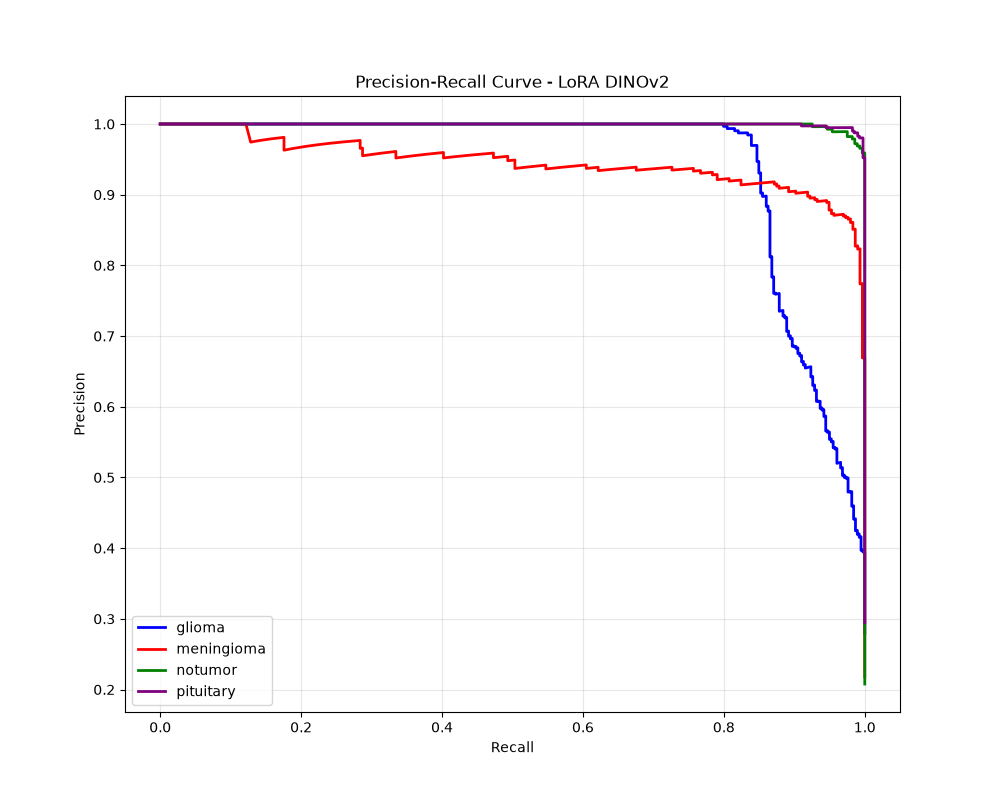 Precision-Recall Curve - LoRA DINOv2
Precision
1.0
0.9
0.8
0.7
0.6
0.5
0.4
0.3
0.2
glioma
meningioma
notumor
pituitary
0.0 0.2 0.4 0.6 0.8 1.0
Recall